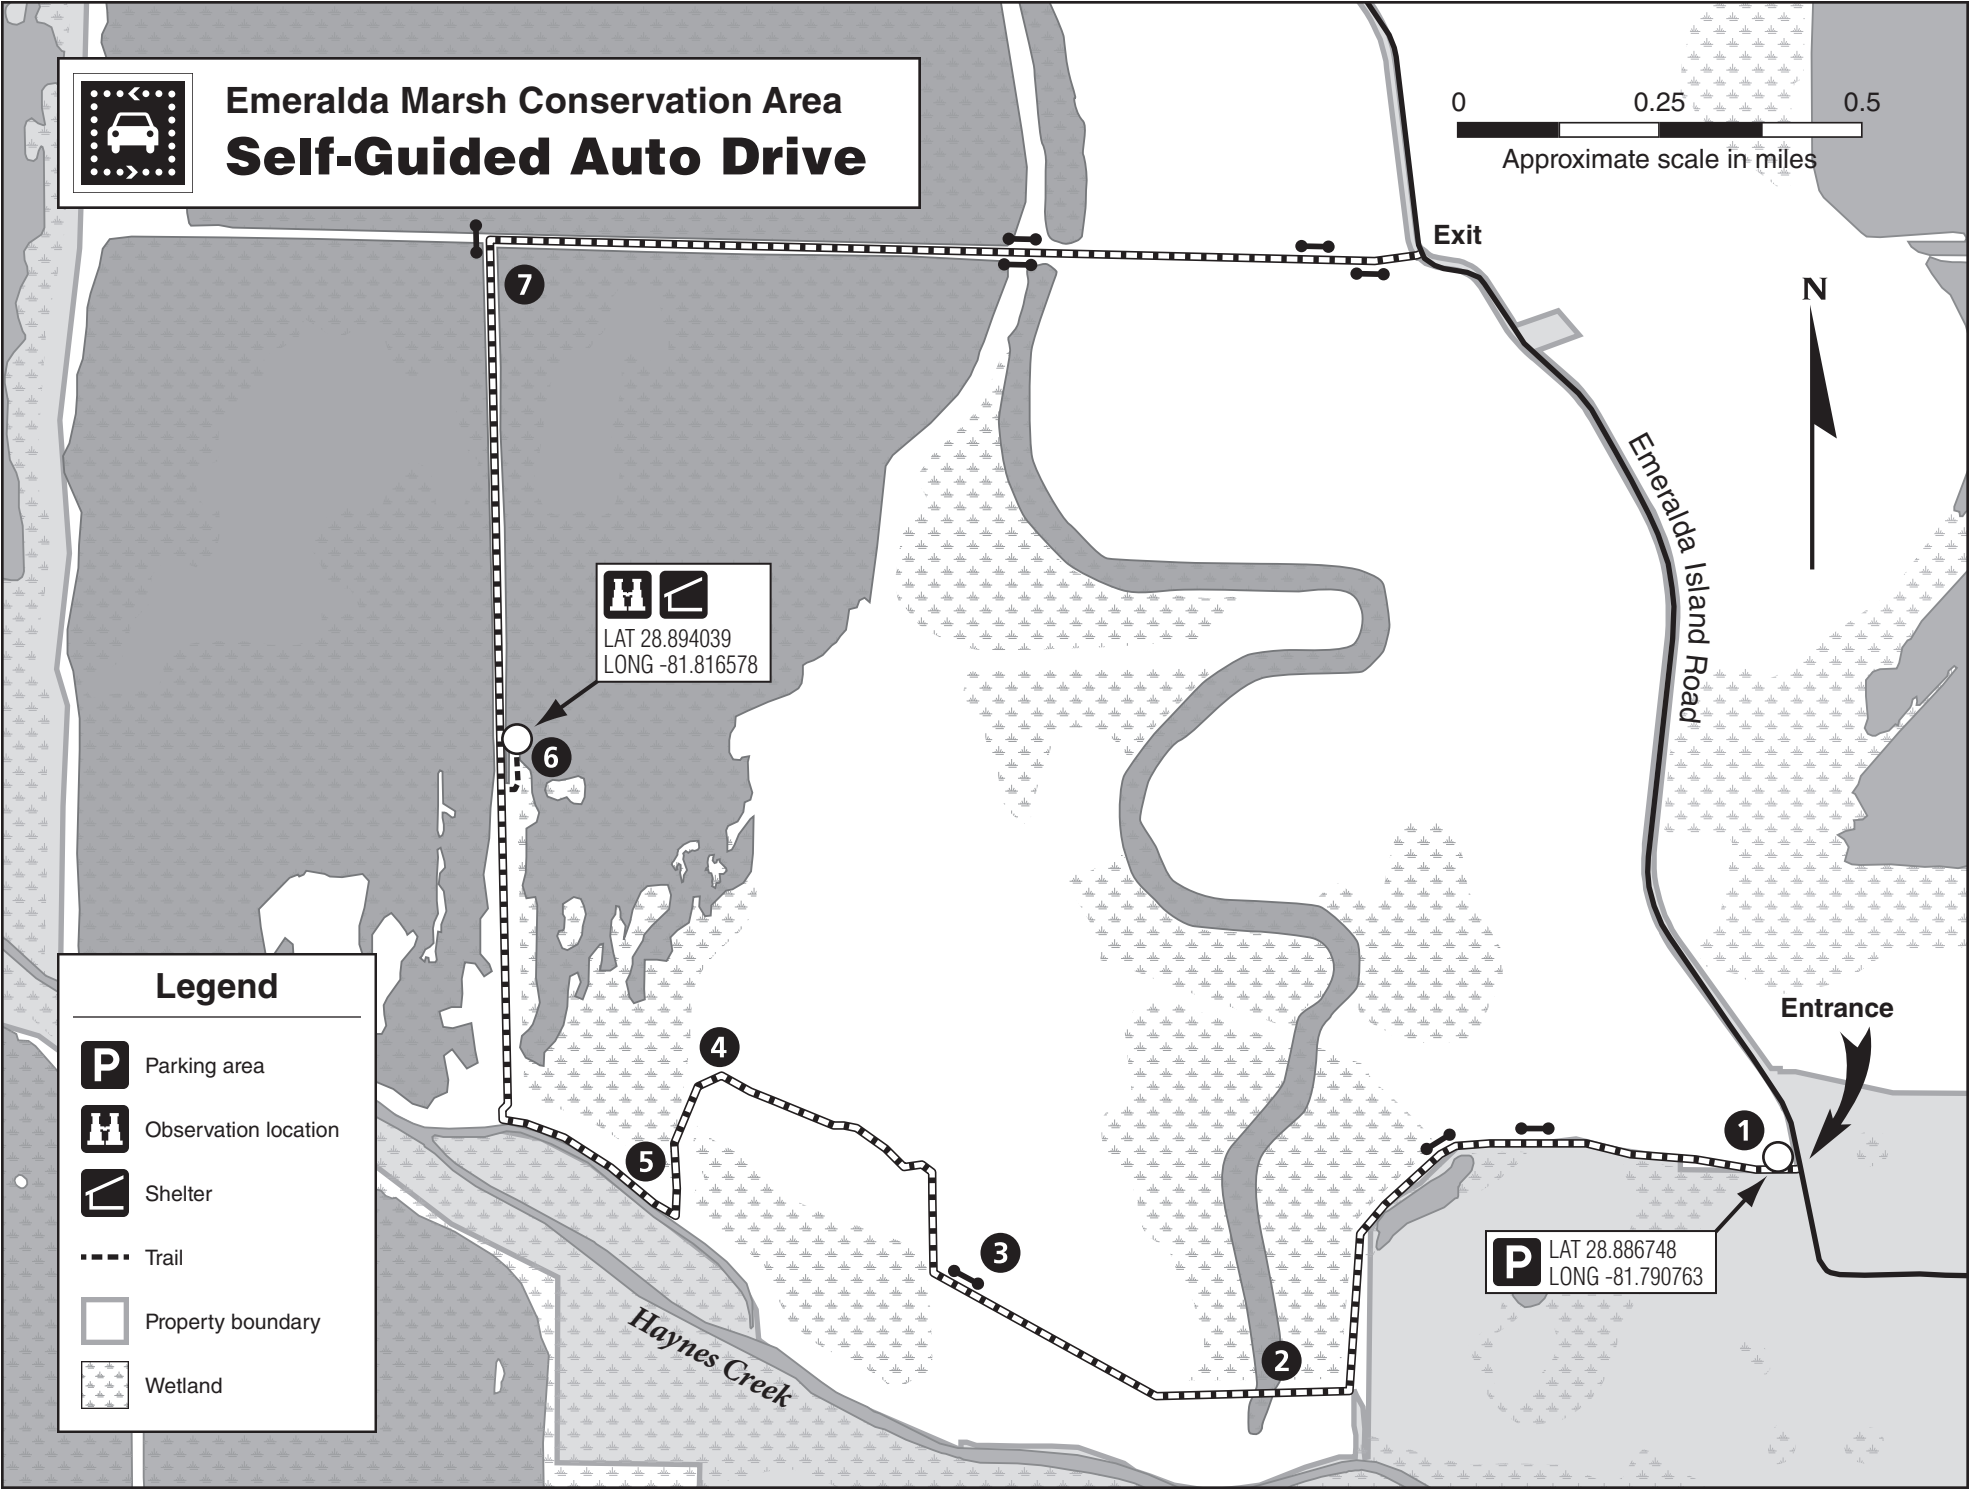 Emeralda Marsh Conservation Area
Self-Guided Auto Drive
0 0.25 0.5
Approximate scale in miles
Exit
N
7
Emeralda Island Road
LAT 28.894039
LONG -81.816578
6
Legend
P Parking area
Observation location
Shelter
Trail
Property boundary
Wetland
Entrance
4
1
5
3
P LAT 28.886748
LONG -81.790763
Haynes Creek
2